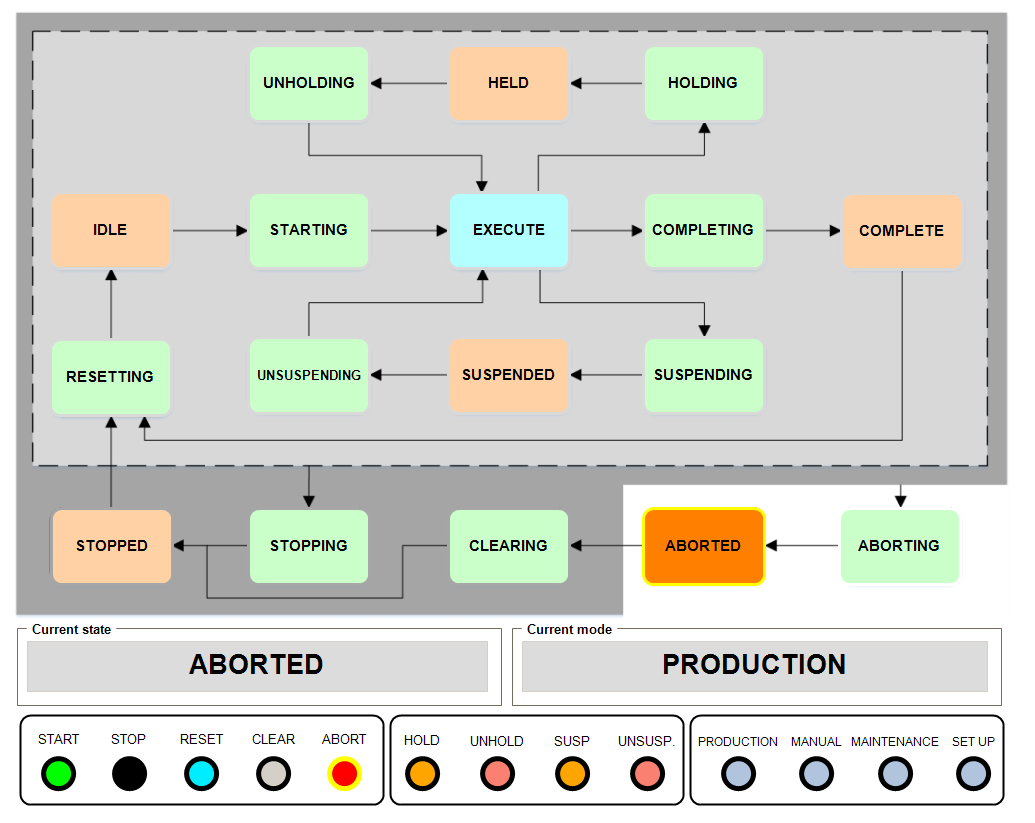 UNHOLDING
HELD
HOLDING
IDLE
STARTING
EXECUTE
COMPLETING
COMPLETE
RESETTING
UNSUSPENDING
SUSPENDED
SUSPENDING
STOPPED
STOPPING
CLEARING
ABORTED
ABORTING
Current state
ABORTED
Current mode
PRODUCTION
START
STOP
RESET
CLEAR
ABORT
HOLD
UNHOLD
SUSP
UNSUSP.
PRODUCTION
MANUAL
MAINTENANCE
SET UP